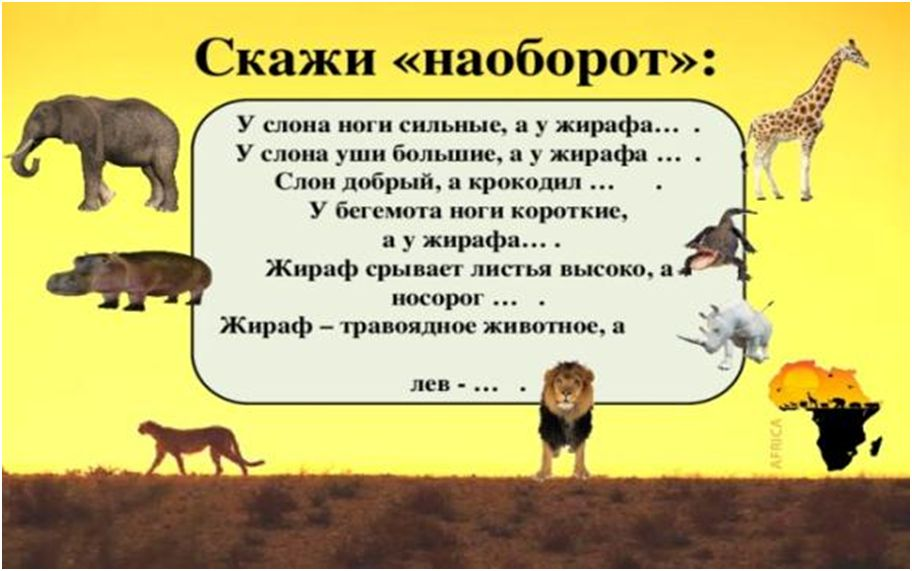 Скажи «наоборот»:
У слона ноги сильные, а у жирафа… .
У слона уши большие, а у жирафа … .
Слон добрый, а крокодил … .
У бегемота ноги короткие,
а у жирафа… .
Жираф срывает листья высоко, а
носорог … .
Жираф – травоядное животное, а
лев - … .
AFRICA